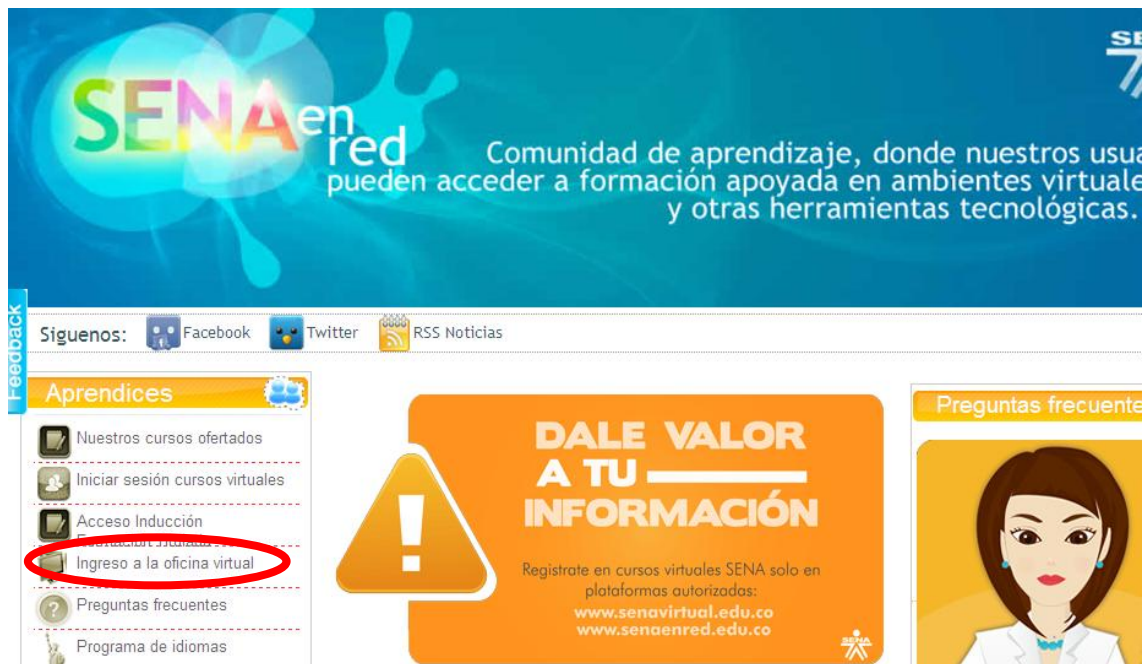 SENA en
red
Comunidad de aprendizaje, donde nuestros usua
pueden acceder a formación apoyada en ambientes virtuale
y otras herramientas tecnológicas.
SE
Feedback
Siguenos: Facebook Twitter RSS Noticias
Aprendices
Nuestros cursos ofertados
Iniciar sesión cursos virtuales
Acceso Inducción
Ingreso a la oficina virtual
Preguntas frecuentes
Programa de idiomas
DALE VALOR
A TU
INFORMACIÓN
Registrate en cursos virtuales SENA solo en
plataformas autorizadas:
www.senavirtual.edu.co
www.senaenred.edu.co
SENA
Preguntas frecuente